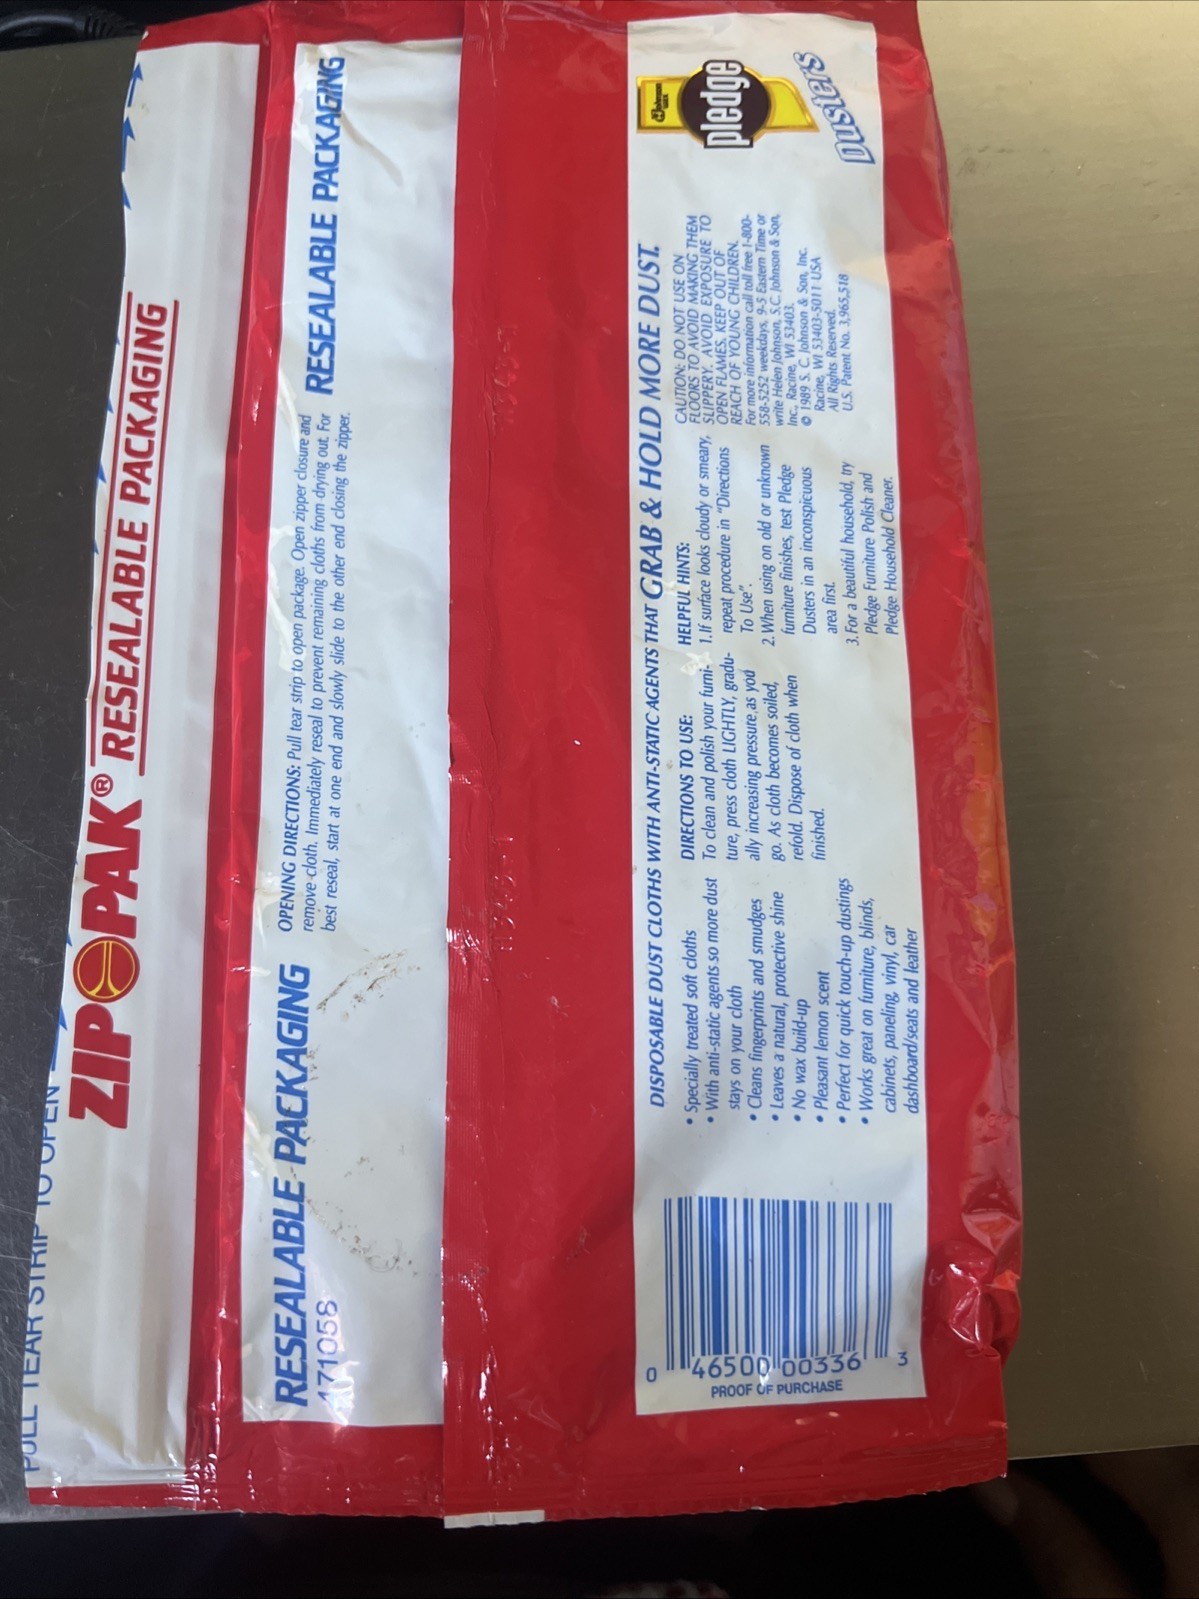 PULL TEAR STRIP TO OPEN
ZIP PAK® RESEALABLE PACKAGING
RESEALABLE PACKAGING
171058
OPENING DIRECTIONS: Pull tear strip to open package. Open zipper closure and
remove cloth. Immediately reseal to prevent remaining cloths from drying out. For
best reseal, start at one end and slowly slide to the other end closing the zipper.
RESEALABLE PACKAGING
DISPOSABLE DUST CLOTHS WITH ANTI-STATIC AGENTS THAT GRAB & HOLD MORE DUST.
• Specially treated soft cloths
• With anti-static agents so more dust
stays on your cloth
• Cleans fingerprints and smudges
• Leaves a natural, protective shine
• No wax build-up
• Pleasant lemon scent
• Perfect for quick touch-up dustings
• Works great on furniture, blinds,
cabinets, paneling, vinyl, car
dashboard/seats and leather
DIRECTIONS TO USE:
To clean and polish your furni-
ture, press cloth LIGHTLY, gradu-
ally increasing pressure as you
go. As cloth becomes soiled,
refold. Dispose of cloth when
finished.
HELPFUL HINTS:
1. If surface looks cloudy or smeary,
repeat procedure in "Directions
To Use".
2. When using on old or unknown
furniture finishes, test Pledge
Dusters in an inconspicuous
area first.
3. For a beautiful household, try
Pledge Furniture Polish and
Pledge Household Cleaner.
CAUTION: DO NOT USE ON
FLOORS TO AVOID MAKING THEM
SLIPPERY. AVOID EXPOSURE TO
OPEN FLAMES. KEEP OUT OF
REACH OF YOUNG CHILDREN.
For more information call toll free 1-800-
558-5252 weekdays, 9-5 Eastern Time or
write Helen Johnson, S.C. Johnson & Son,
Inc., Racine, WI 53403.
© 1989 S. C. Johnson & Son, Inc.
Racine, WI 53403-5011 USA
All Rights Reserved.
U.S. Patent No. 3,965,518
Johnson
wax
pledge
Dusters
0 46500 00336 3
PROOF OF PURCHASE